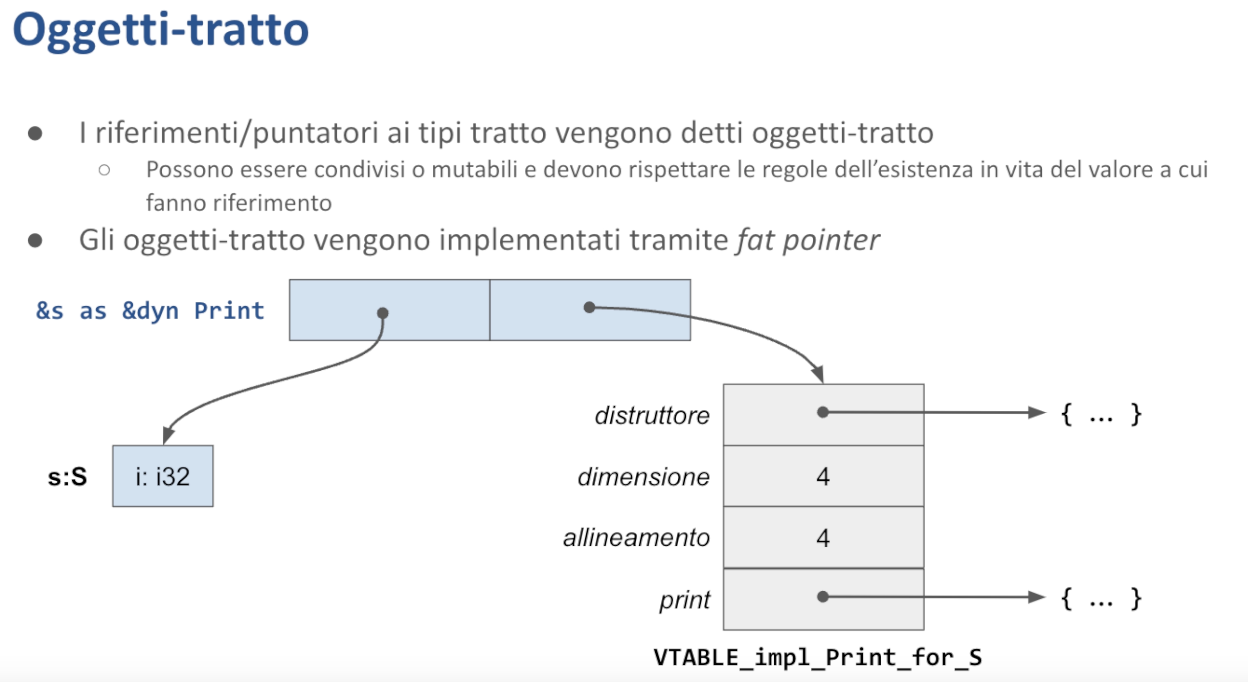 Oggetti-tratto
● I riferimenti/puntatori ai tipi tratto vengono detti oggetti-tratto
○ Possono essere condivisi o mutabili e devono rispettare le regole dell’esistenza in vita del valore a cui
fanno riferimento
● Gli oggetti-tratto vengono implementati tramite fat pointer
&s as &dyn Print
distruttore { … }
s:S i: i32
dimensione 4
allineamento 4
print { … }
VTABLE_impl_Print_for_S